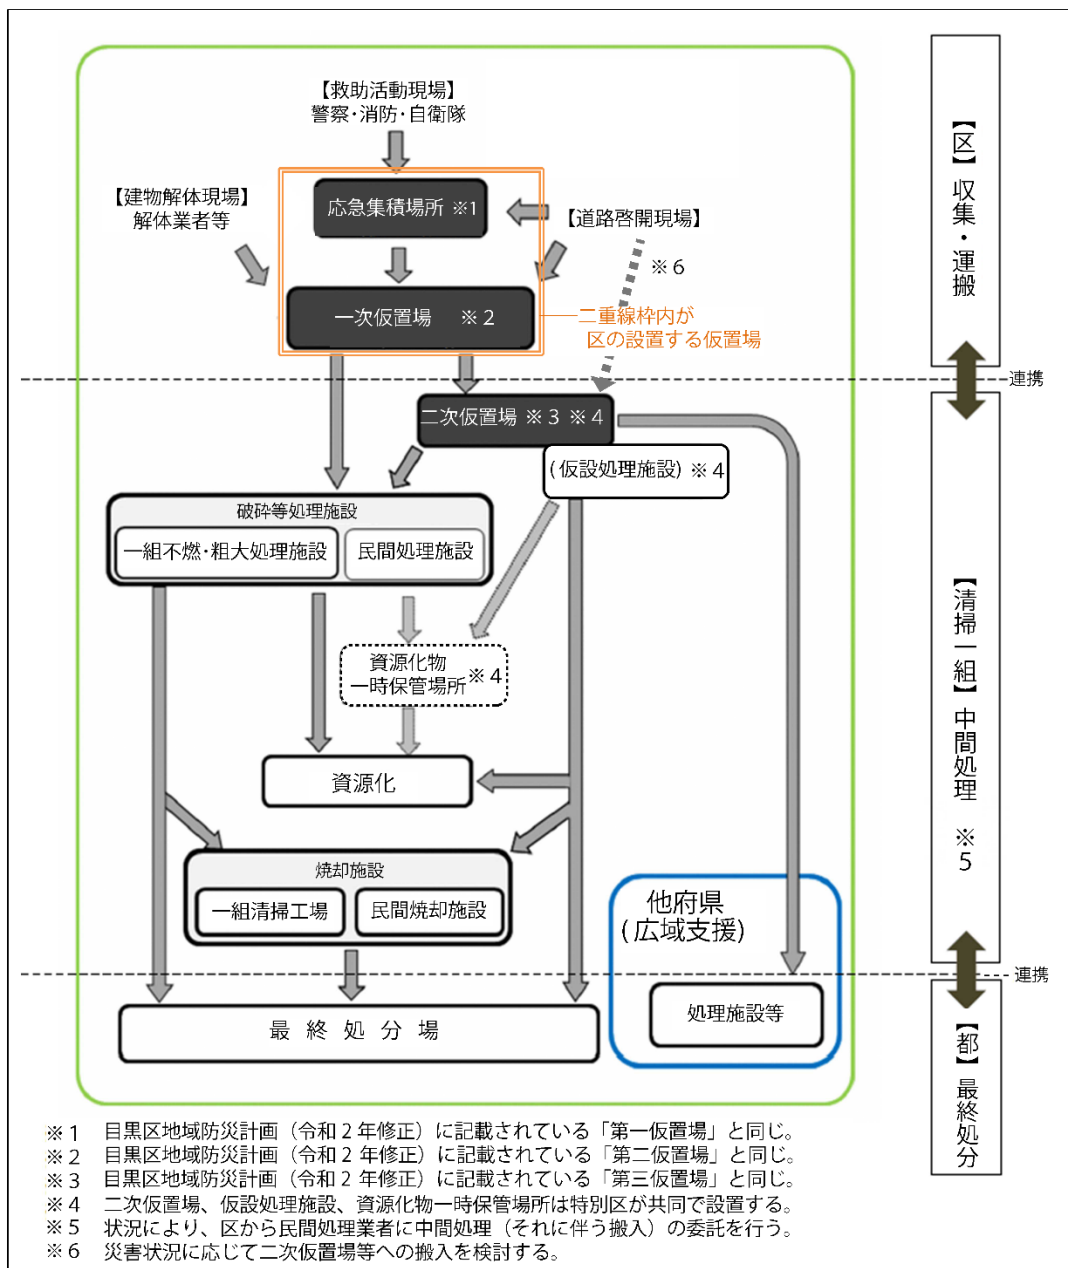 【救助活動現場】
警察・消防・自衛隊
【建物解体現場】
解体業者等
応急集積場所 ※1
【道路啓開現場】
※６
一次仮置場 ※２
二重線枠内が
区の設置する仮置場
【区】収集・運搬
連携
二次仮置場 ※３ ※４
(仮設処理施設) ※４
破砕等処理施設
一組不燃・粗大処理施設
民間処理施設
資源化物
一時保管場所
※４
資源化
【清掃一組】中間処理 ※５
焼却施設
一組清掃工場
民間焼却施設
他府県
(広域支援)
連携
処理施設等
最終処分場
【都】最終処分
※１ 目黒区地域防災計画（令和２年修正）に記載されている「第一仮置場」と同じ。
※２ 目黒区地域防災計画（令和２年修正）に記載されている「第二仮置場」と同じ。
※３ 目黒区地域防災計画（令和２年修正）に記載されている「第三仮置場」と同じ。
※４ 二次仮置場、仮設処理施設、資源化物一時保管場所は特別区が共同で設置する。
※５ 状況により、区から民間処理業者に中間処理（それに伴う搬入）の委託を行う。
※６ 災害状況に応じて二次仮置場等への搬入を検討する。